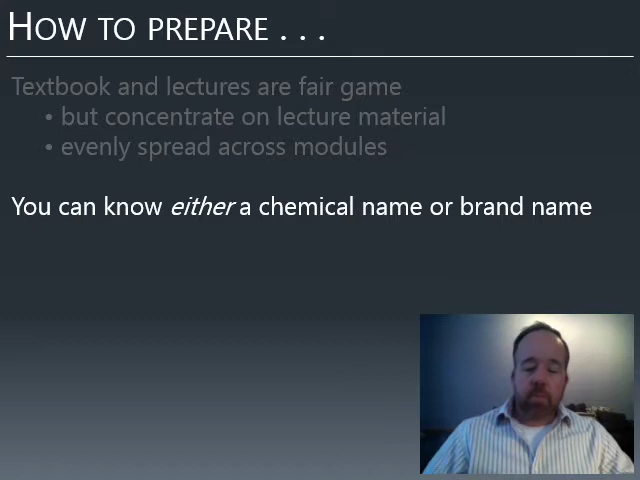 HOW TO PREPARE . . .
Textbook and lectures are fair game
• but concentrate on lecture material
• evenly spread across modules
You can know either a chemical name or brand name